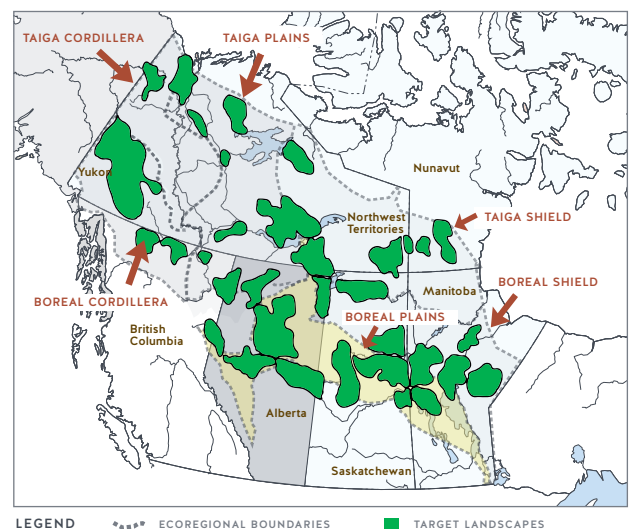 TAIGA CORDILLERA
TAIGA PLAINS
Yukon
Nunavut
Northwest
Territories
TAIGA SHIELD
BOREAL CORDILLERA
Manitoba
BOREAL SHIELD
British
Columbia
BOREAL PLAINS
Alberta
Saskatchewan
LEGEND
ECOREGIONAL BOUNDARIES
TARGET LANDSCAPES